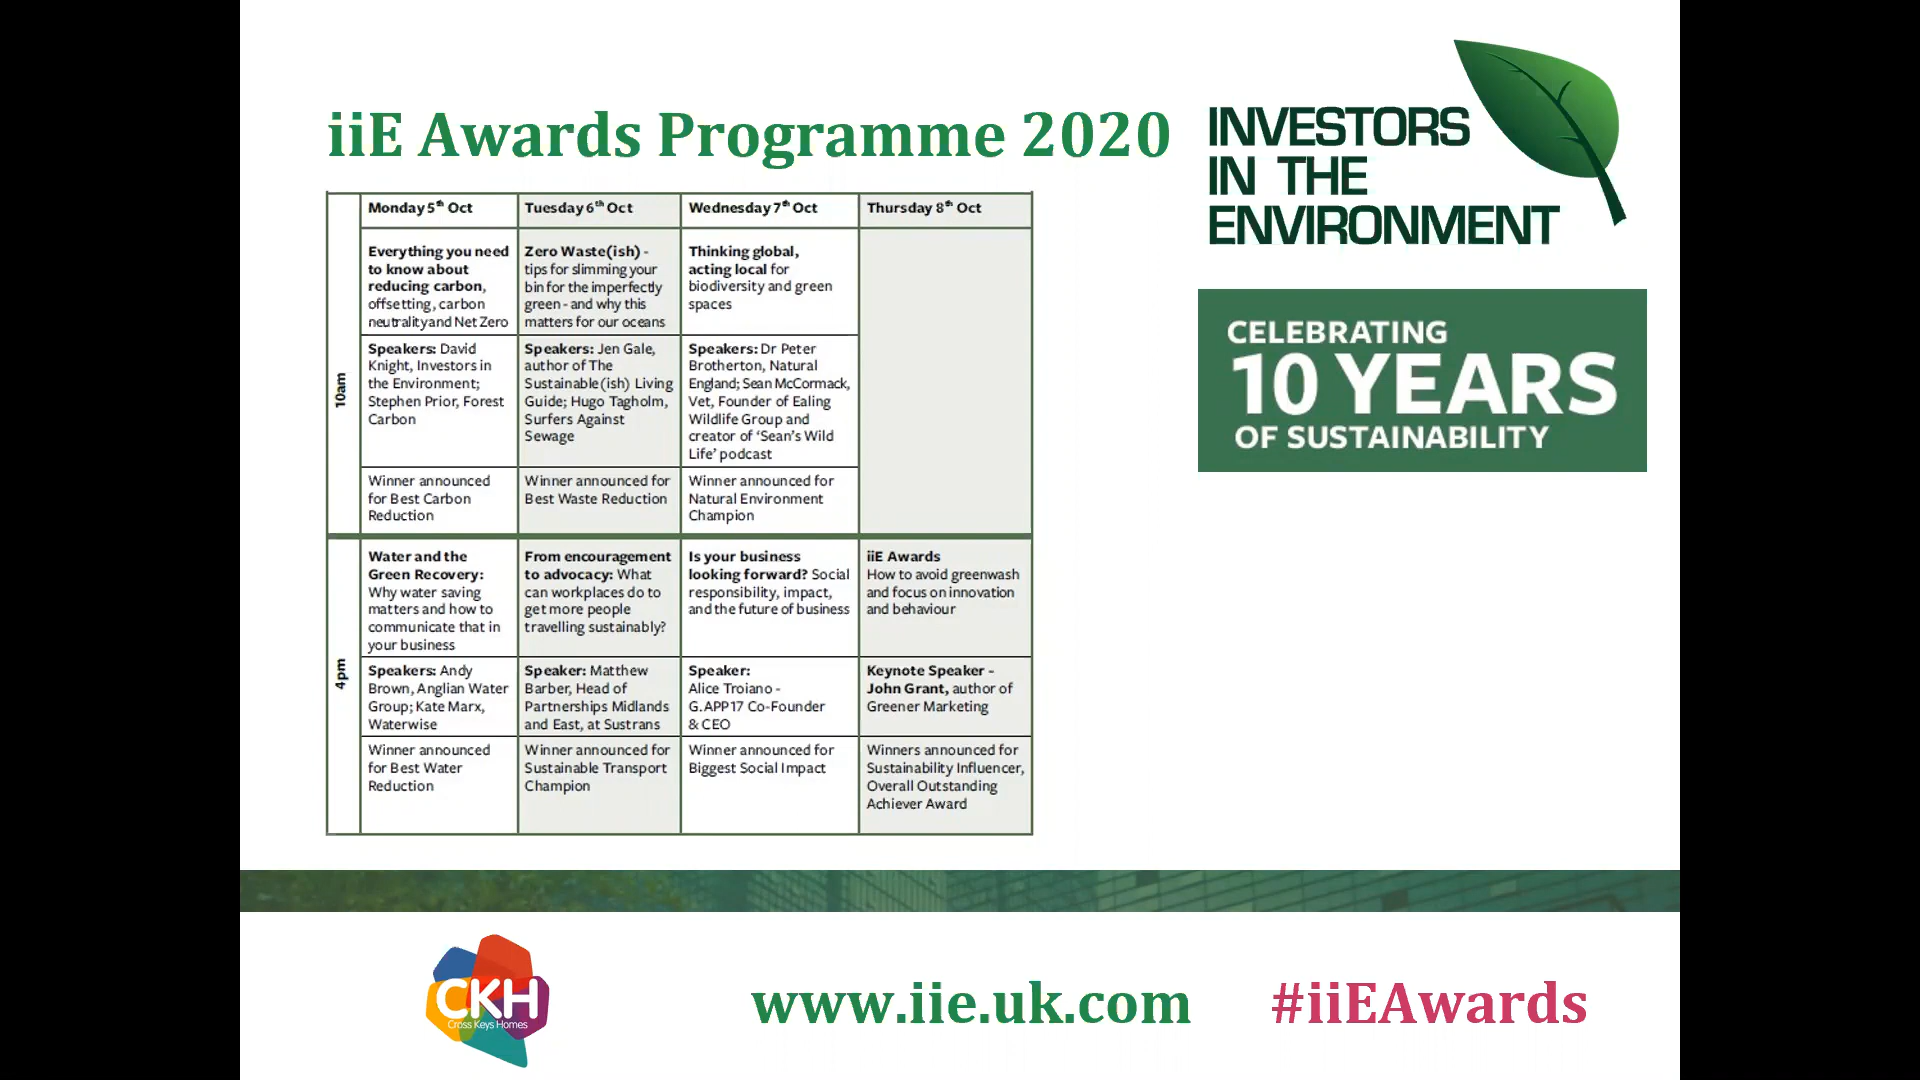 iiE Awards Programme 2020
INVESTORS
IN THE
ENVIRONMENT
CELEBRATING
10 YEARS
OF SUSTAINABILITY
Monday 5th Oct
Tuesday 6th Oct
Wednesday 7th Oct
Thursday 8th Oct
10am
Everything you need
to know about
reducing carbon,
offsetting, carbon
neutrality and Net Zero
Zero Waste(ish) -
tips for slimming your
bin for the imperfectly
green - and why this
matters for our oceans
Thinking global,
acting local for
biodiversity and green
spaces
Speakers: David
Knight, Investors in
the Environment;
Stephen Prior, Forest
Carbon
Speakers: Jen Gale,
author of The
Sustainable(ish) Living
Guide; Hugo Tagholm,
Surfers Against
Sewage
Speakers: Dr Peter
Brotherton, Natural
England; Sean McCormack,
Vet, Founder of Ealing
Wildlife Group and
creator of ‘Sean’s Wild
Life’ podcast
Winner announced
for Best Carbon
Reduction
Winner announced for
Best Waste Reduction
Winner announced for
Natural Environment
Champion
4pm
Water and the
Green Recovery:
Why water saving
matters and how to
communicate that in
your business
From encouragement
to advocacy: What
can workplaces do to
get more people
travelling sustainably?
Is your business
looking forward? Social
responsibility, impact,
and the future of business
iiE Awards
How to avoid greenwash
and focus on innovation
and behaviour
Speakers: Andy
Brown, Anglian Water
Group; Kate Marx,
Waterwise
Speaker: Matthew
Barber, Head of
Partnerships Midlands
and East, at Sustrans
Speaker:
Alice Troiano -
G.APP17 Co-Founder
& CEO
Keynote Speaker -
John Grant, author of
Greener Marketing
Winner announced
for Best Water
Reduction
Winner announced for
Sustainable Transport
Champion
Winner announced for
Biggest Social Impact
Winners announced for
Sustainability Influencer,
Overall Outstanding
Achiever Award
CKH
Cross Keys Homes
www.iie.uk.com
#iiEAwards